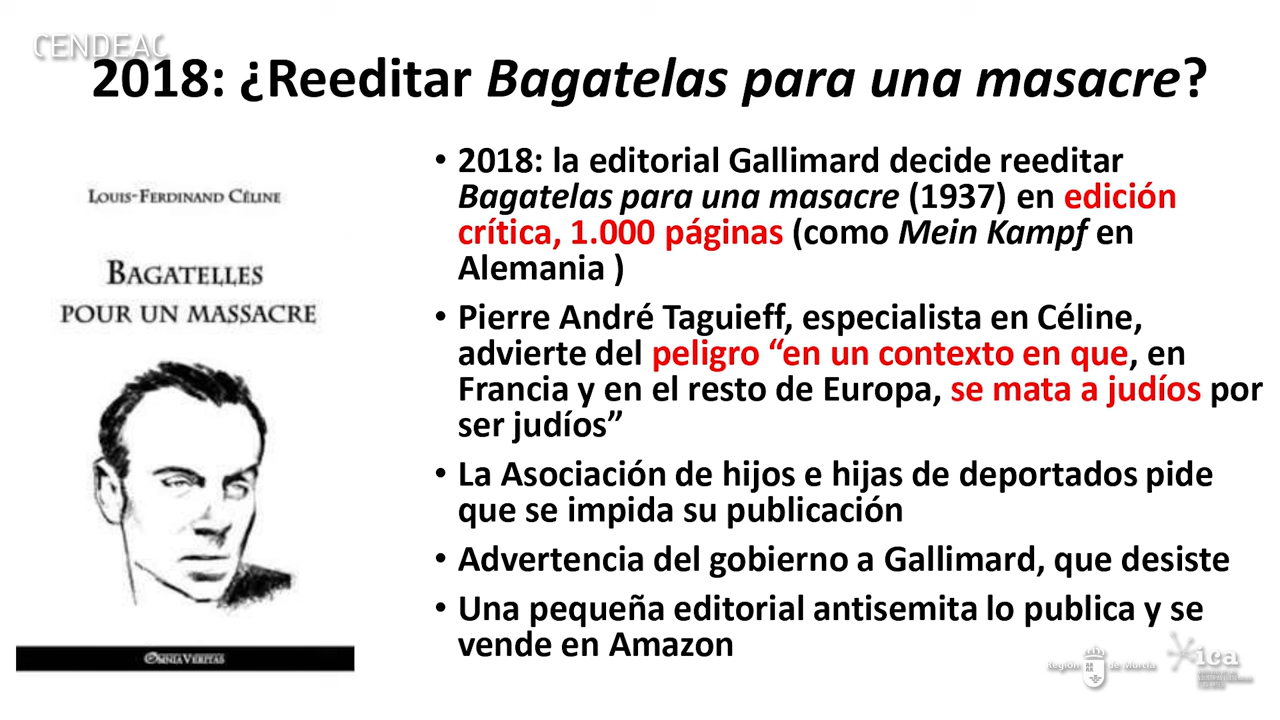 CENDEAC
2018: ¿Reeditar Bagatelas para una masacre?
LOUIS-FERDINAND CÉLINE
BAGATELLES
POUR UN MASSACRE
OMNIA VERITAS
• 2018: la editorial Gallimard decide reeditar
Bagatelas para una masacre (1937) en edición
crítica, 1.000 páginas (como Mein Kampf en
Alemania )
• Pierre André Taguieff, especialista en Céline,
advierte del peligro “en un contexto en que, en
Francia y en el resto de Europa, se mata a judíos por
ser judíos”
• La Asociación de hijos e hijas de deportados pide
que se impida su publicación
• Advertencia del gobierno a Gallimard, que desiste
• Una pequeña editorial antisemita lo publica y se
vende en Amazon
Región de Murcia
ica